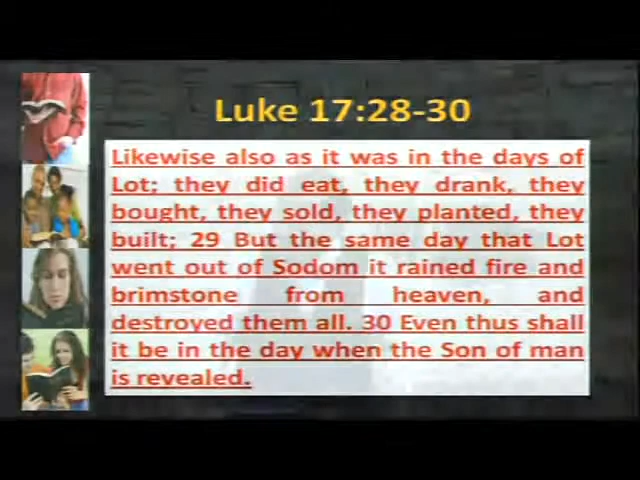 Luke 17:28-30
Likewise also as it was in the days of
Lot; they did eat, they drank, they
bought, they sold, they planted, they
built; 29 But the same day that Lot
went out of Sodom it rained fire and
brimstone from heaven, and
destroyed them all. 30 Even thus shall
it be in the day when the Son of man
is revealed.